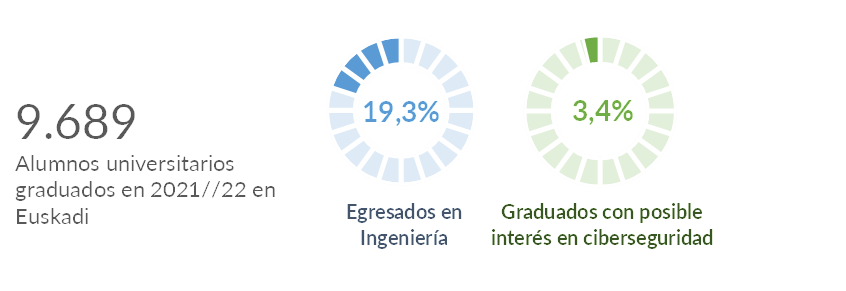 9.689
Alumnos universitarios
graduados en 2021//22 en
Euskadi
19,3%
Egresados en
Ingeniería
3,4%
Graduados con posible
interés en ciberseguridad